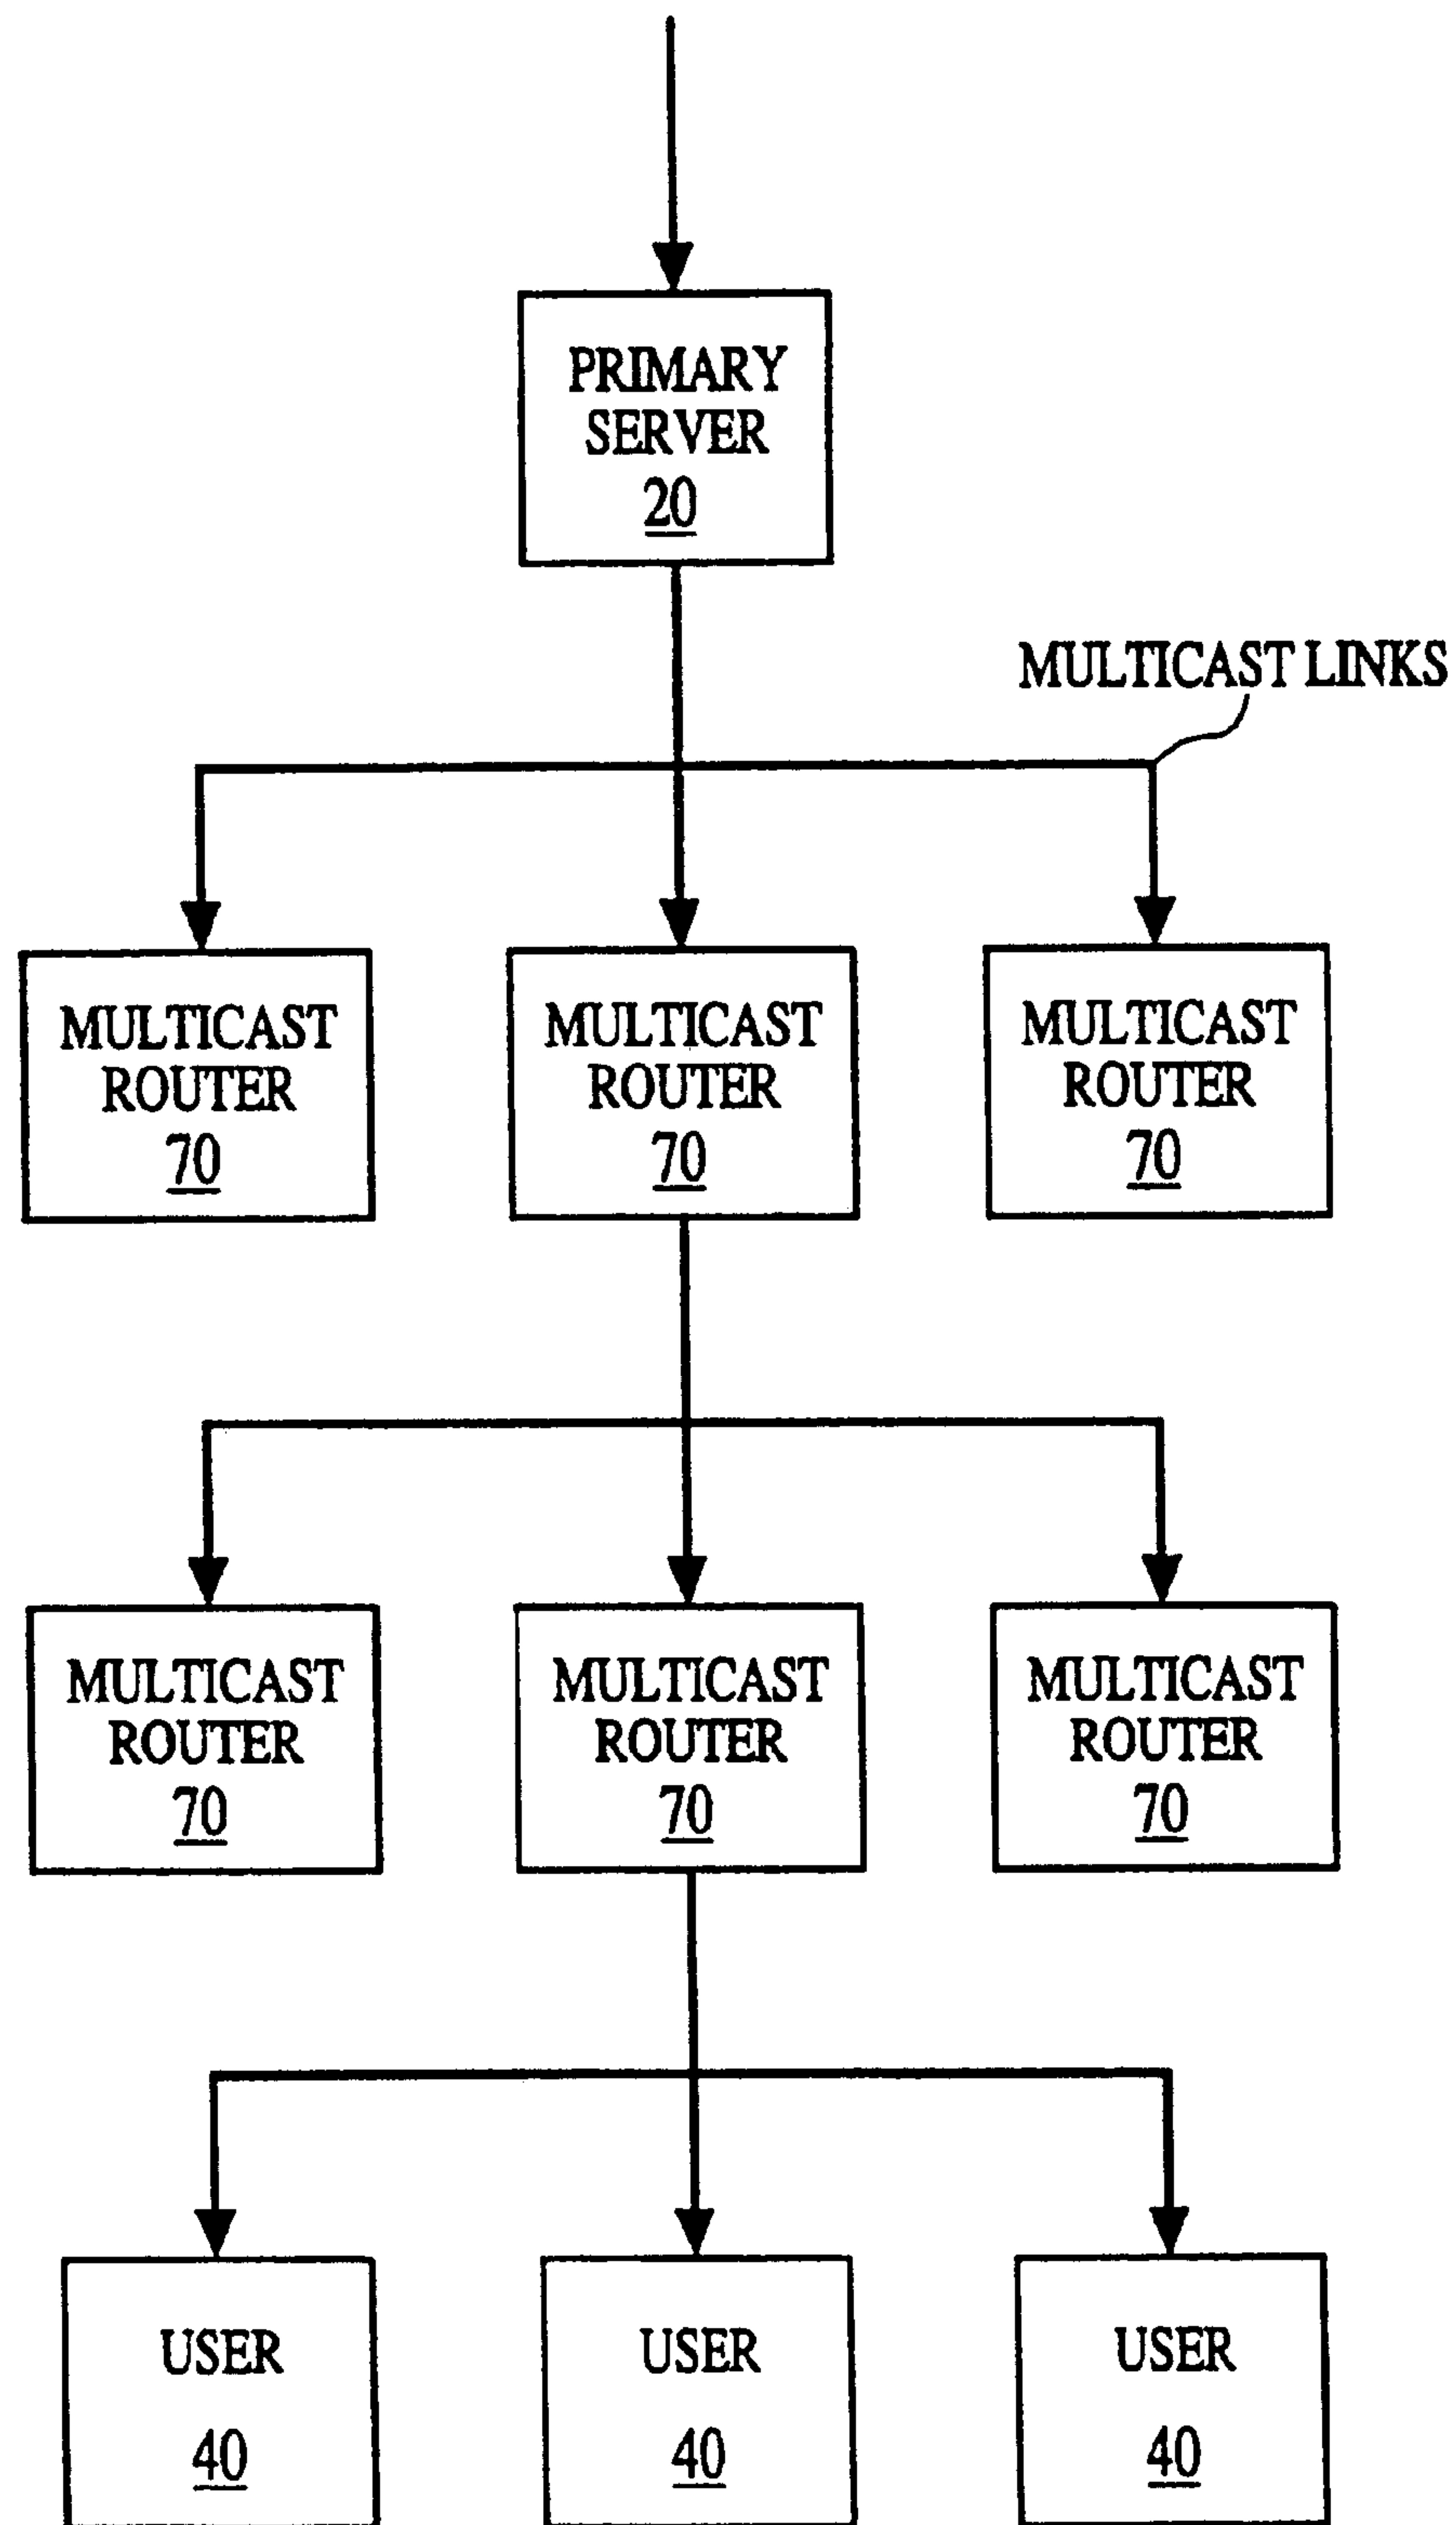 PRIMARY
SERVER
20
MULTICAST LINKS
MULTICAST
ROUTER
70
MULTICAST
ROUTER
70
MULTICAST
ROUTER
70
MULTICAST
ROUTER
70
MULTICAST
ROUTER
70
MULTICAST
ROUTER
70
USER
40
USER
40
USER
40